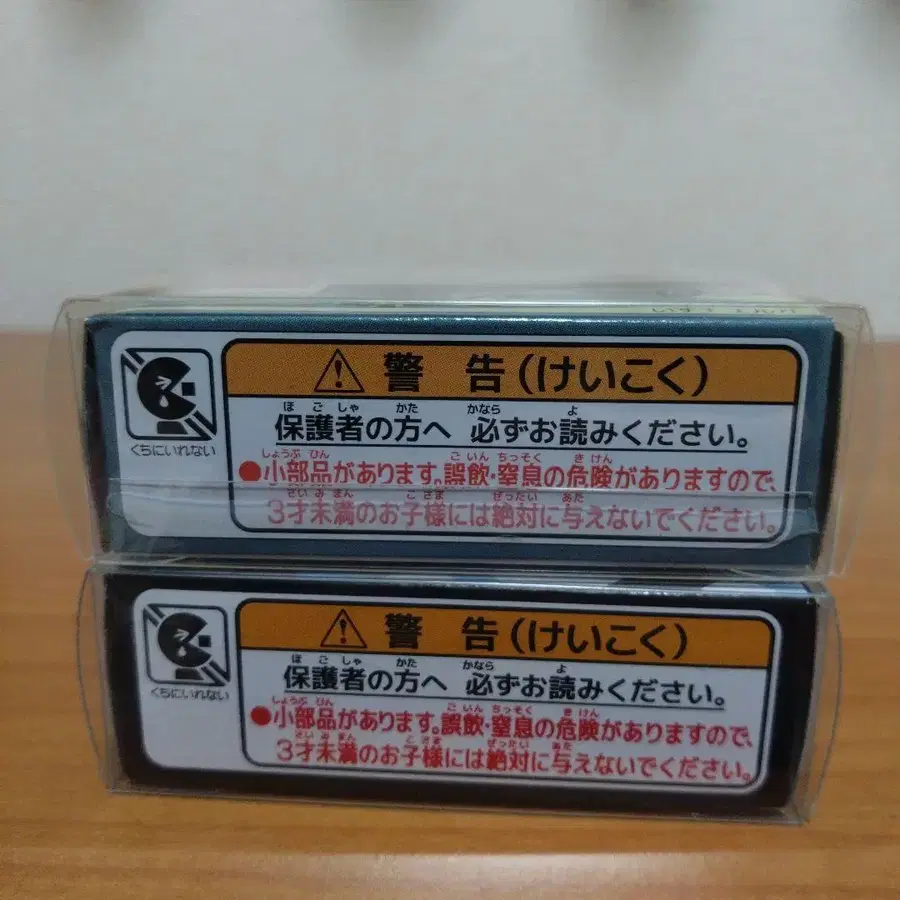 警 告(けいこく)
ほごしゃ かた かなら よ
保護者の方へ 必ずお読みください。
しょうぶひん ごいん ちっそく きけん
●小部品があります。誤飲・窒息の危険がありますので、
さいみまん こさま ぜったい あた
3才未満のお子様には絶対に与えないでください。
くちにいれない
警 告(けいこく)
ほごしゃ かた かなら よ
保護者の方へ 必ずお読みください。
しょうぶひん ごいん ちっそく きけん
●小部品があります。誤飲・窒息の危険がありますので、
さいみまん こさま ぜったい あた
3才未満のお子様には絶対に与えないでください。
くちにいれない